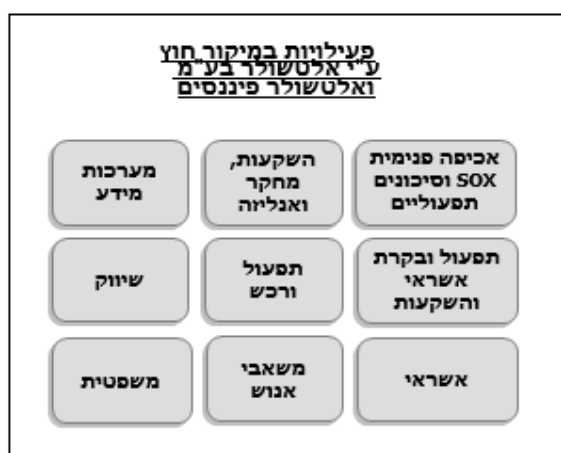 פעילויות במיקור חוץ
ע"י אלטשולר בע"מ
ואלטשולר פיננסים
אכיפה פנימית
SOX וסיכונים
תפעוליים
השקעות,
מחקר
ואנליזה
מערכות
מידע
תפעול ובקרת
אשראי
והשקעות
תפעול
ורכש
שיווק
אשראי
משאבי
אנוש
משפטית